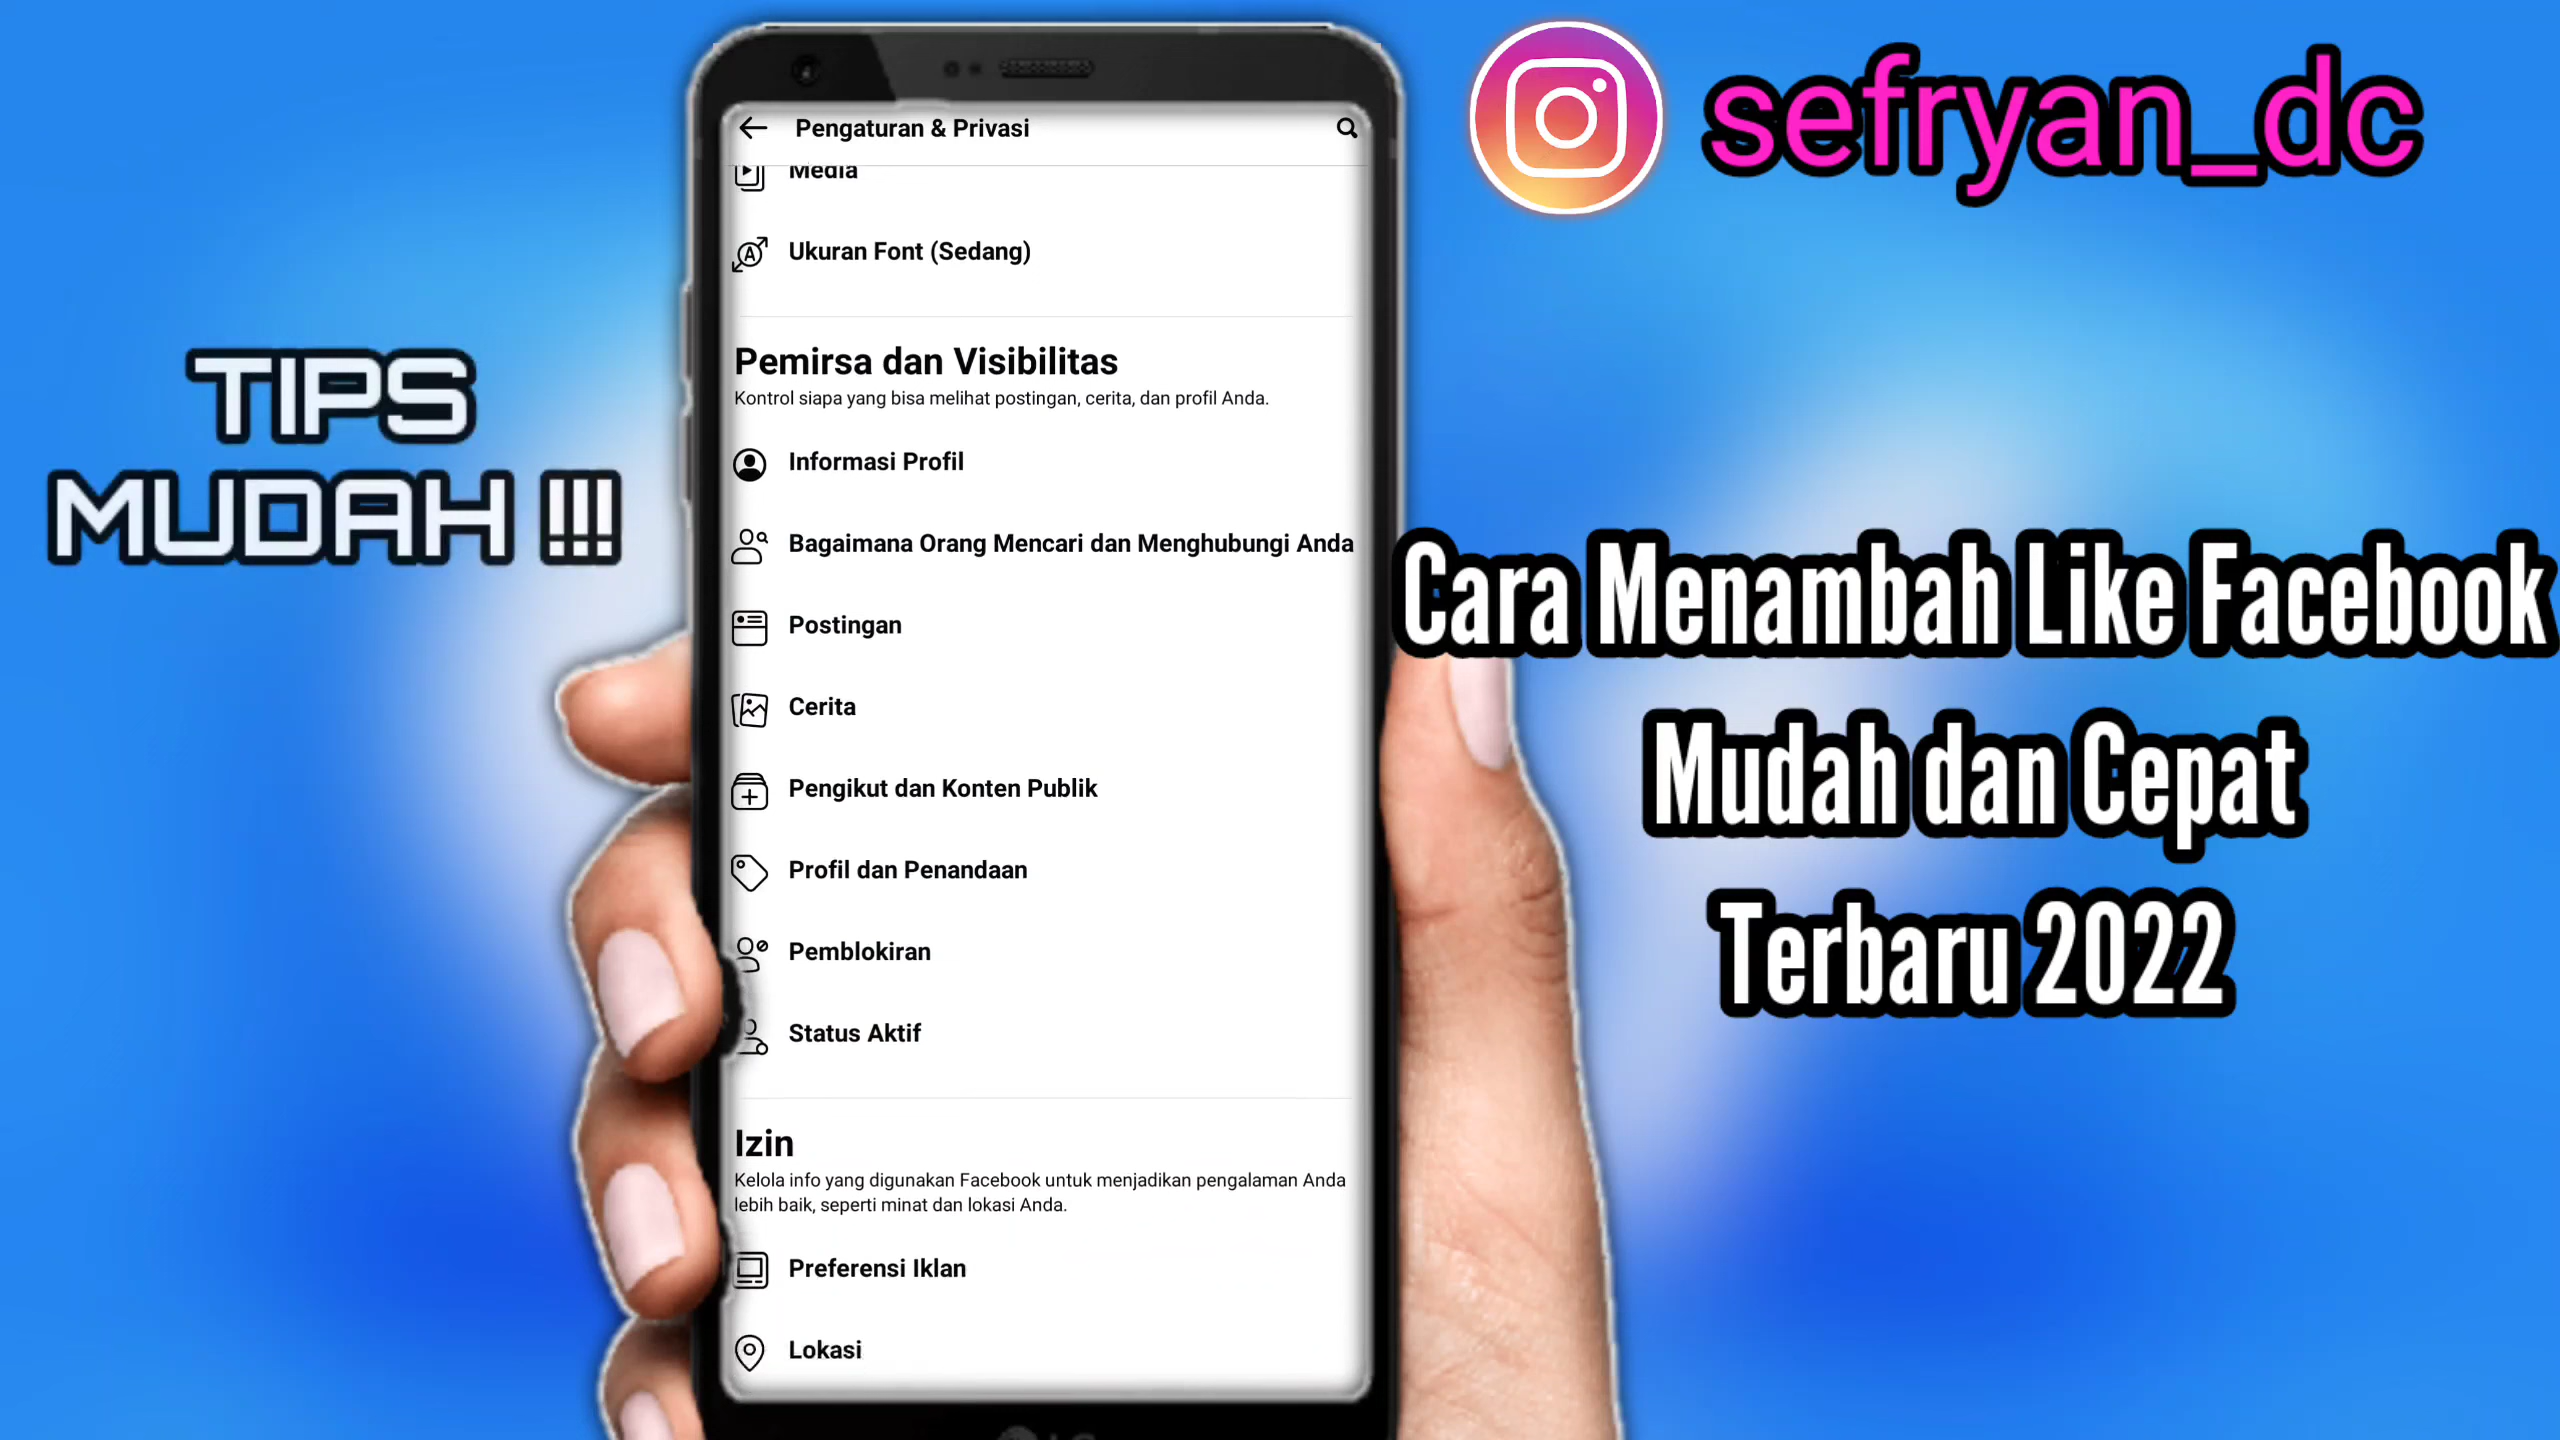 sefryan_dc
TIPS
MUDAH !!!
Pengaturan & Privasi
Media
Ukuran Font (Sedang)
Pemirsa dan Visibilitas
Kontrol siapa yang bisa melihat postingan, cerita, dan profil Anda.
Informasi Profil
Bagaimana Orang Mencari dan Menghubungi Anda
Postingan
Cerita
Pengikut dan Konten Publik
Profil dan Penandaan
Pemblokiran
Status Aktif
Izin
Kelola info yang digunakan Facebook untuk menjadikan pengalaman Anda
lebih baik, seperti minat dan lokasi Anda.
Preferensi Iklan
Lokasi
Cara Menambah Like Facebook
Mudah dan Cepat
Terbaru 2022